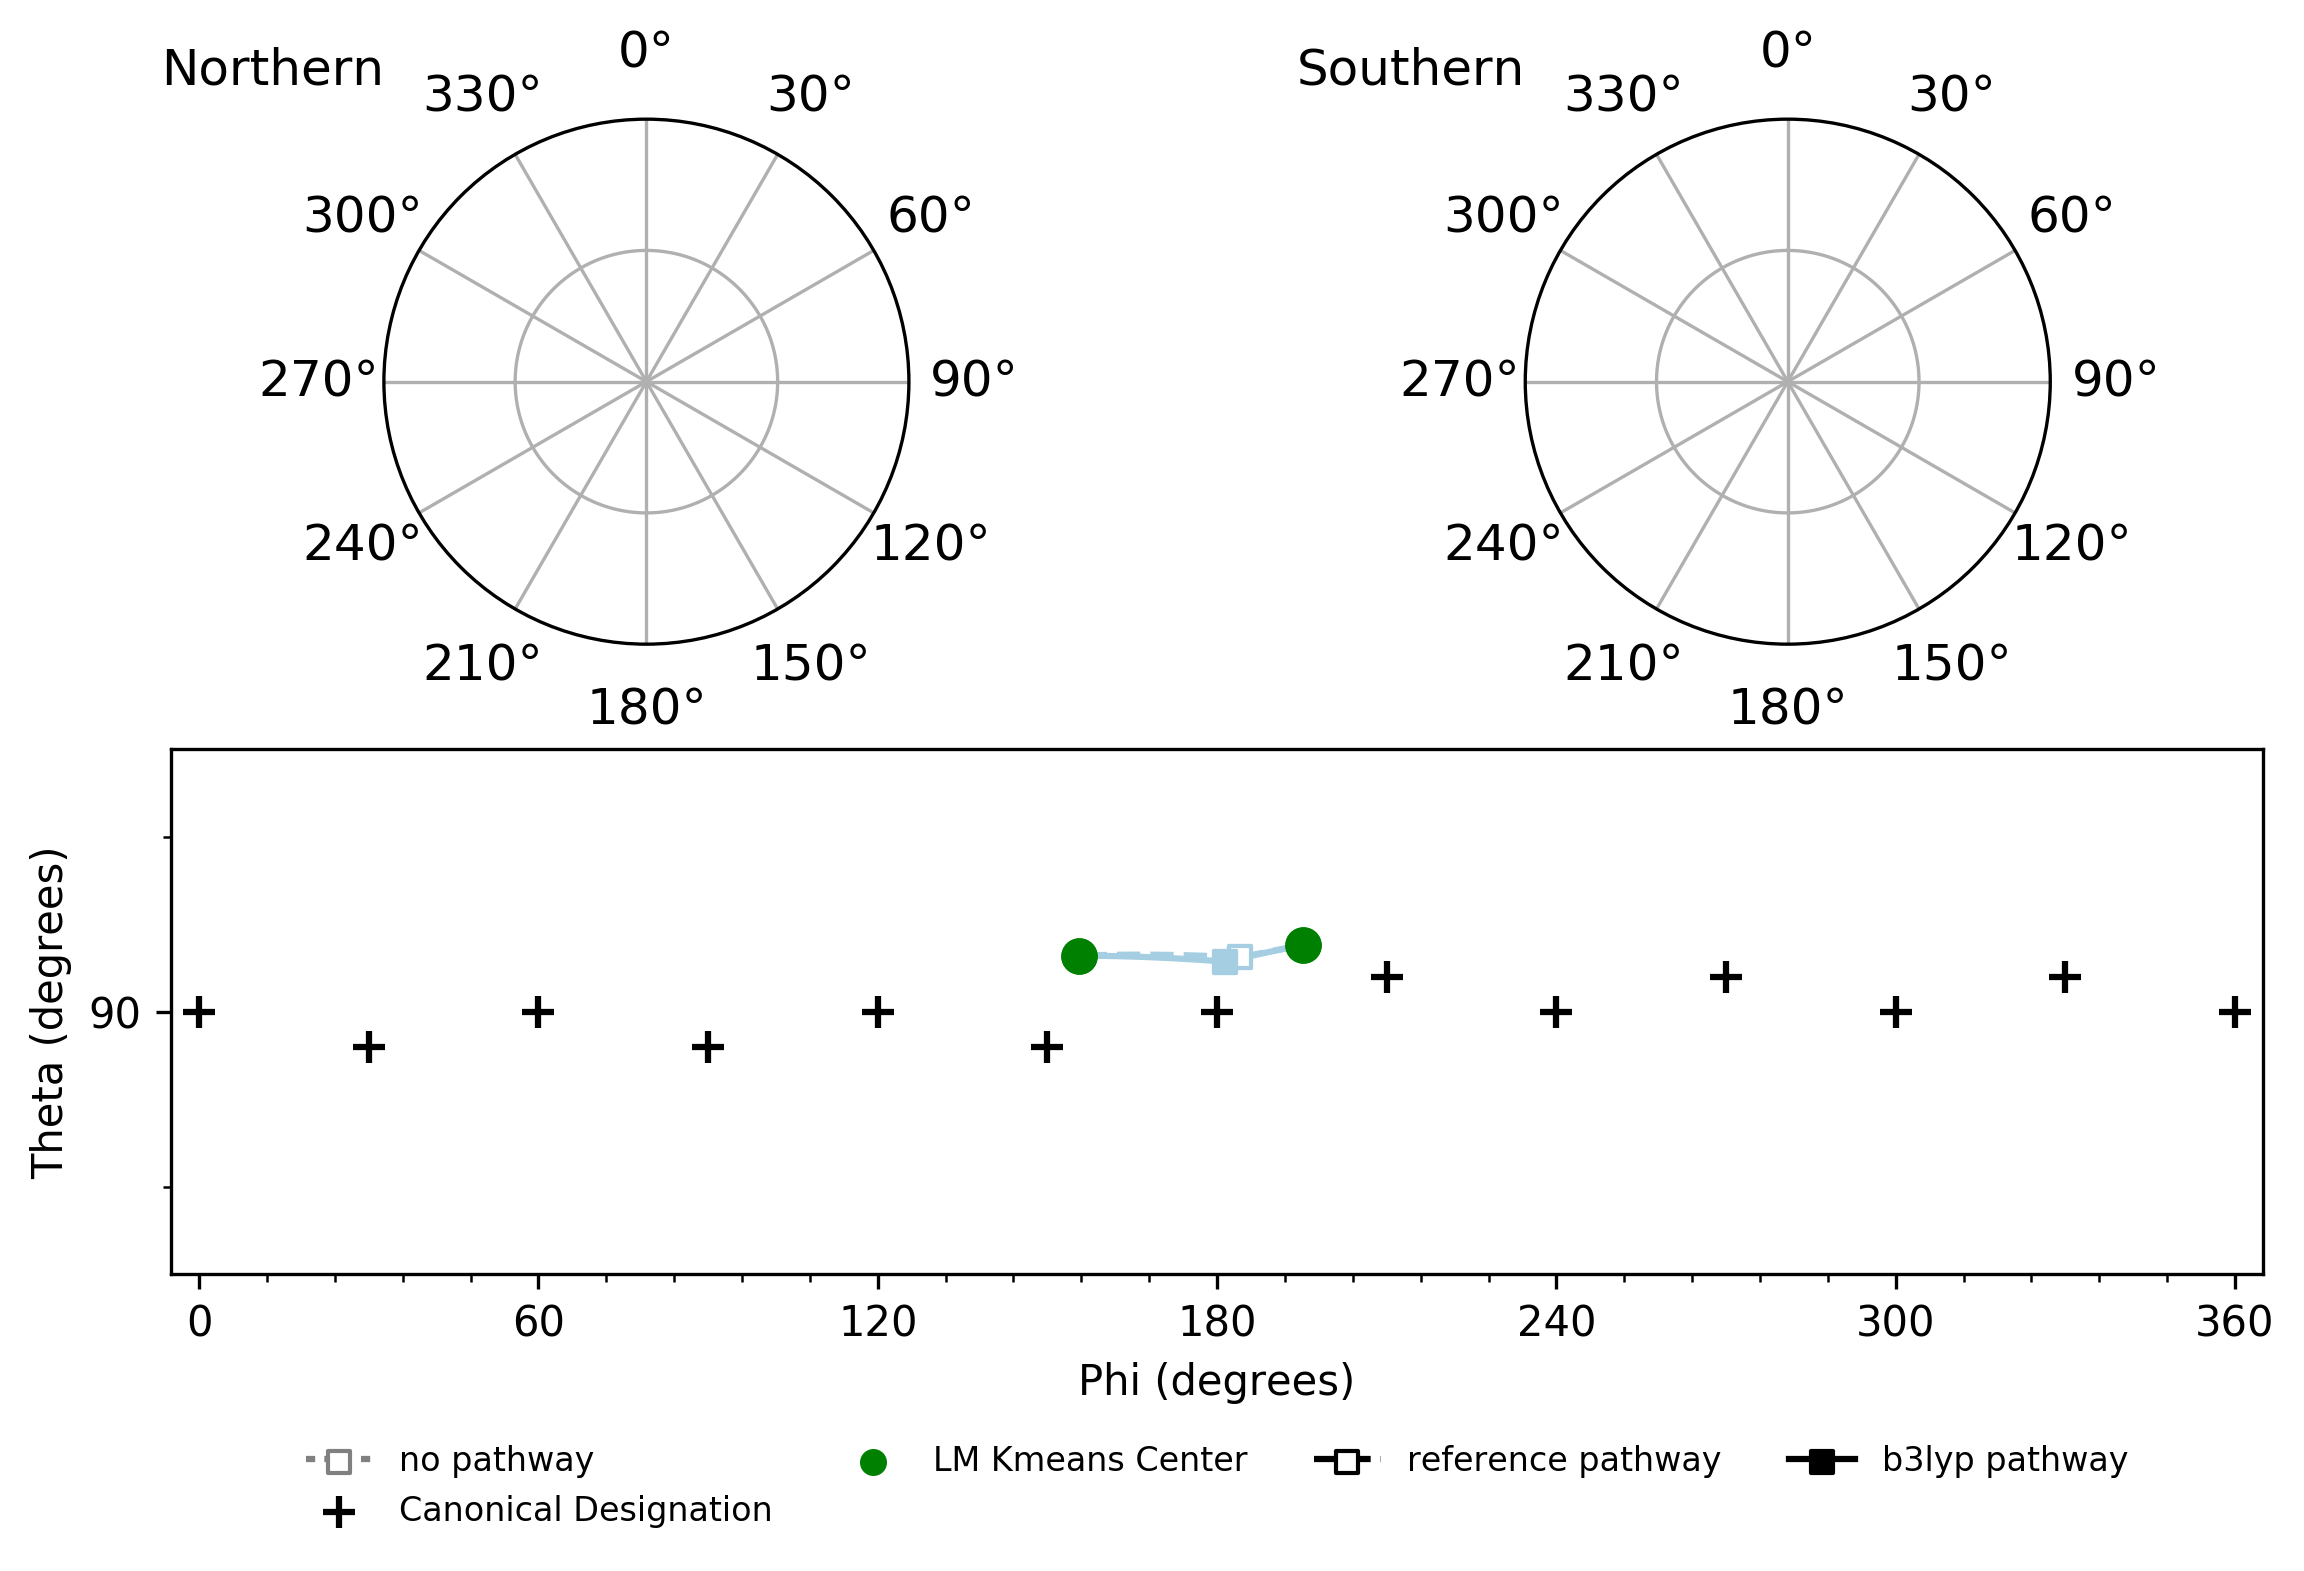 Northern
0°
30°
60°
90°
120°
150°
180°
210°
240°
270°
300°
330°
Southern
0°
30°
60°
90°
120°
150°
180°
210°
240°
270°
300°
330°
Theta (degrees)
90
0 60 120 180 240 300 360
Phi (degrees)
no pathway
Canonical Designation
LM Kmeans Center
reference pathway
b3lyp pathway